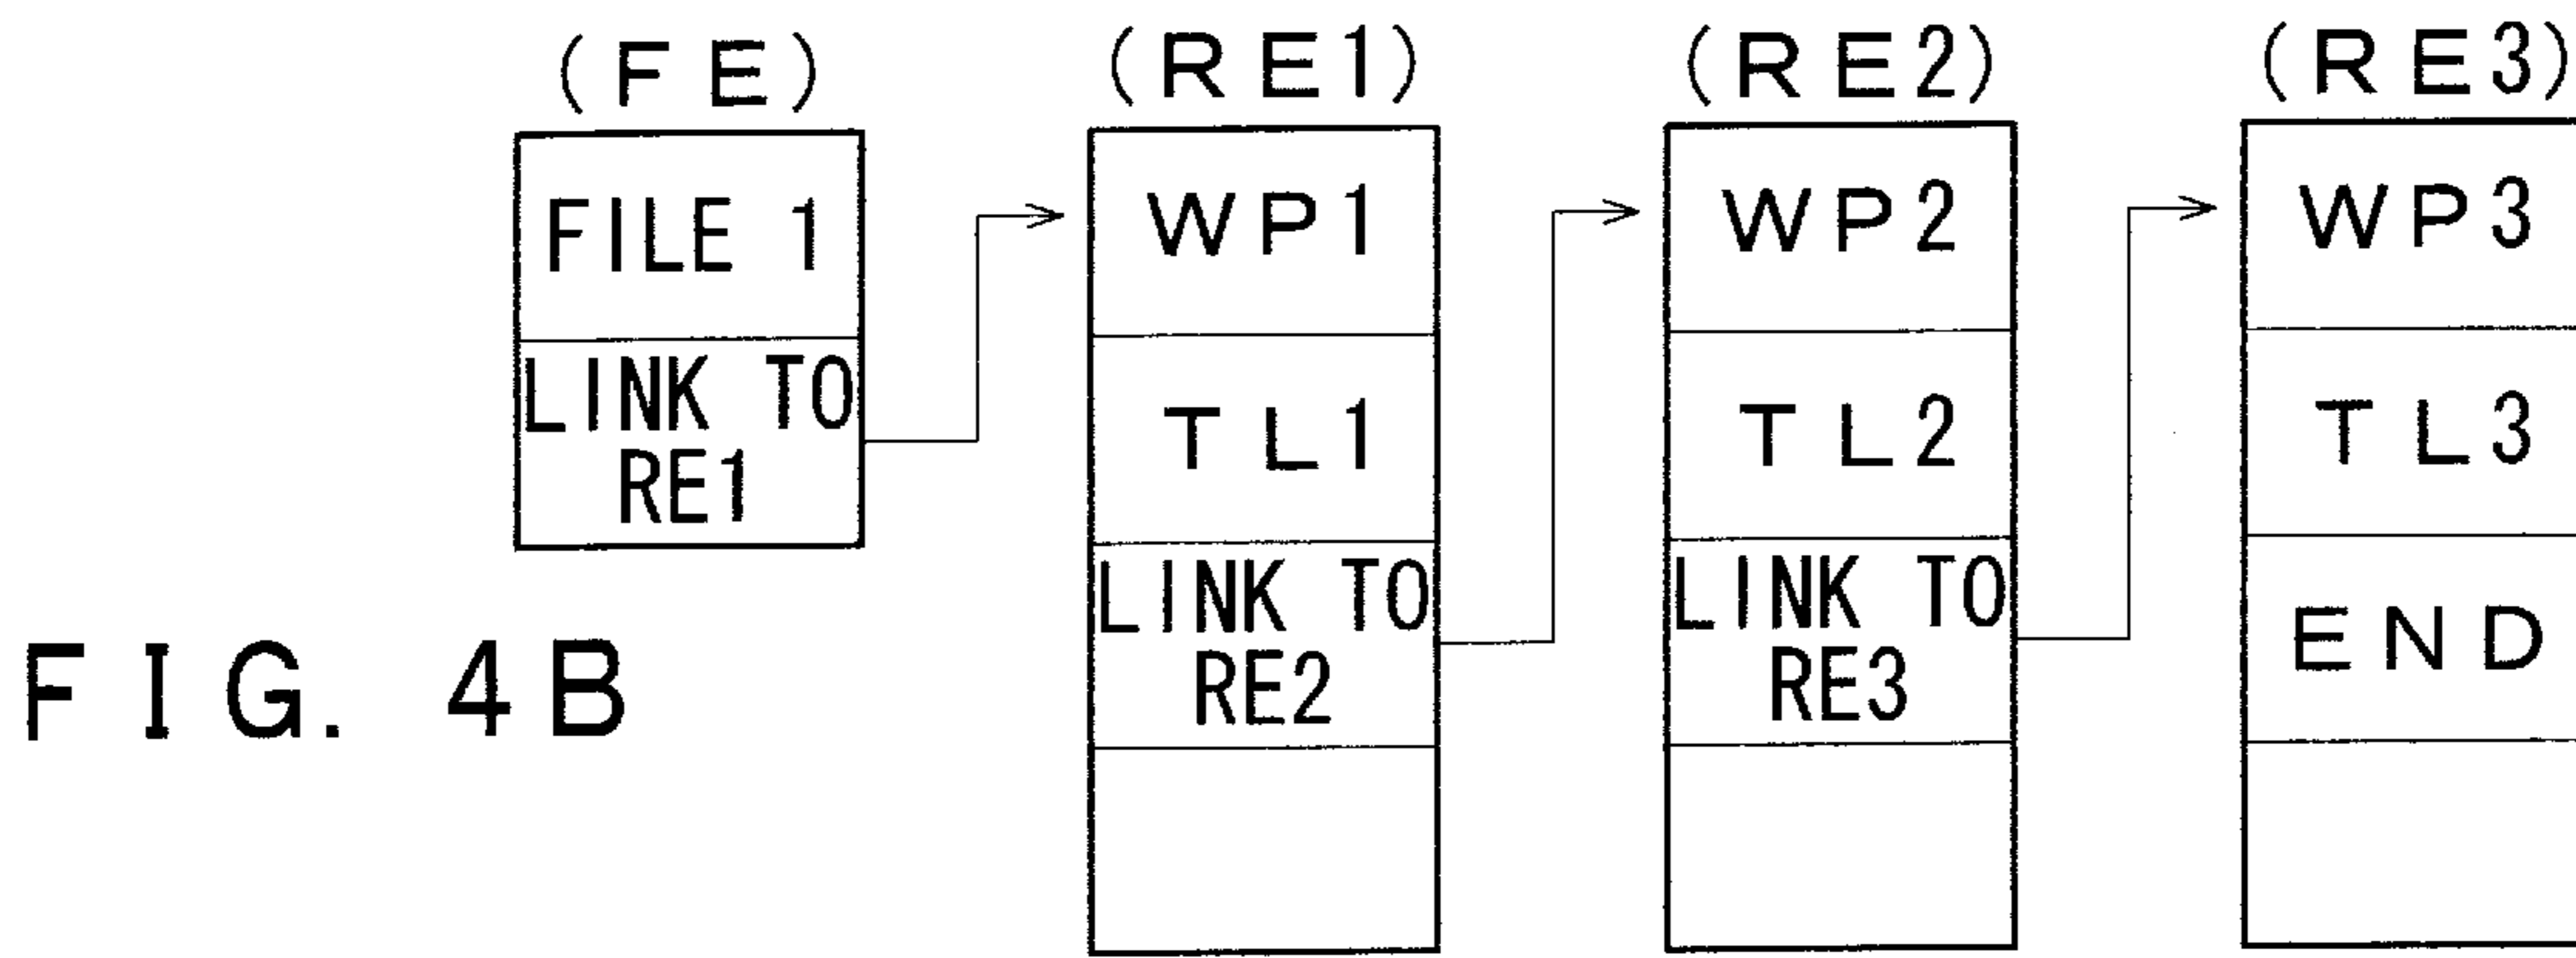 (FE)
FILE 1
LINK TO
RE1
(RE1)
WP1
TL1
LINK TO
RE2
(RE2)
WP2
TL2
LINK TO
RE3
(RE3)
WP3
TL3
END
FIG. 4B